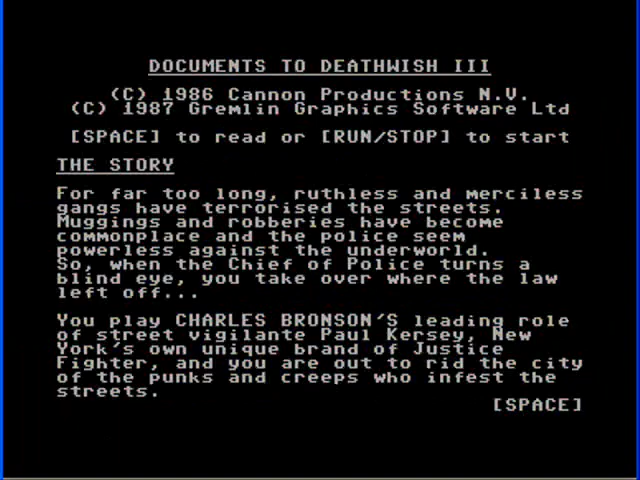 DOCUMENTS TO DEATHWISH III
(C) 1986 Cannon Productions N.V.
(C) 1987 Gremlin Graphics Software Ltd
[SPACE] to read or [RUN/STOP] to start
THE STORY
For far too long, ruthless and merciless
gangs have terrorised the streets.
Muggings and robberies have become
commonplace and the police seem
powerless against the underworld.
So, when the Chief of Police turns a
blind eye, you take over where the law
left off...
You play CHARLES BRONSON'S leading role
of street vigilante Paul Kersey, New
York's own unique brand of Justice
Fighter, and you are out to rid the city
of the punks and creeps who infest the
streets.
[SPACE]